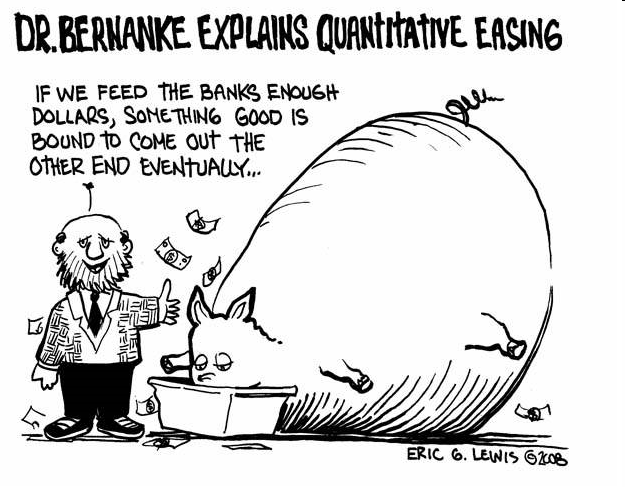 DR. BERNANKE EXPLAINS QUANTITATIVE EASING
IF WE FEED THE BANKS ENOUGH
DOLLARS, SOMETHING GOOD IS
BOUND TO COME OUT THE
OTHER END EVENTUALLY...
ERIC G. LEWIS ©2008